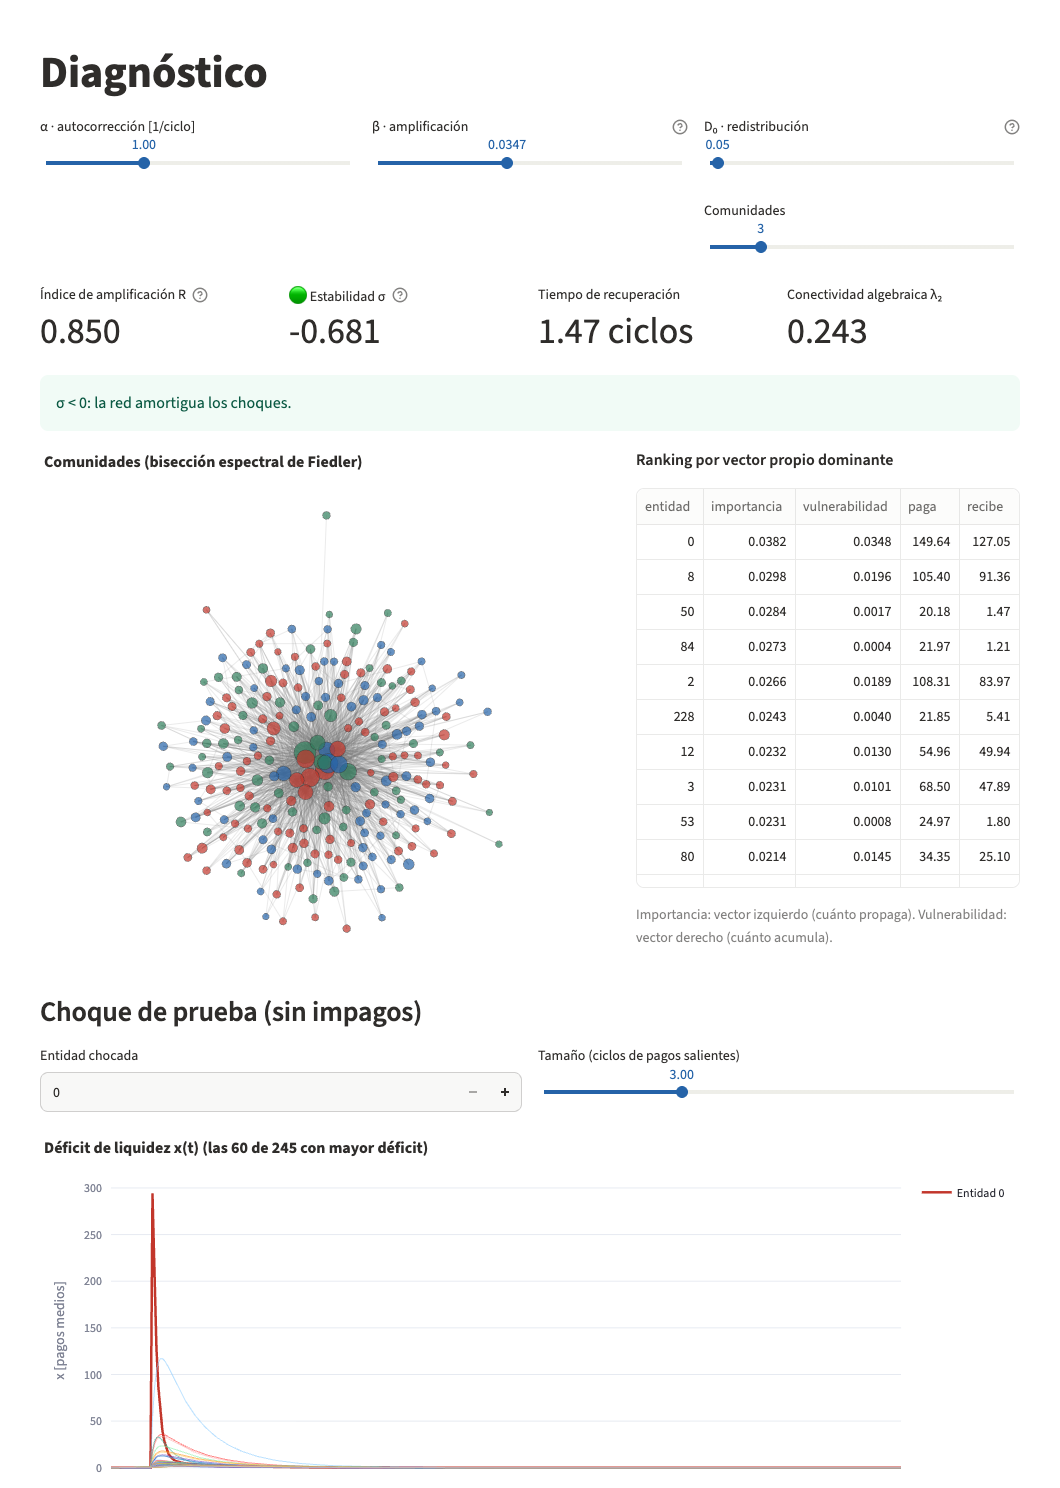 Diagnóstico
α · autocorrección [1/ciclo]
1.00
β · amplificación
0.0347
D₀ · redistribución
0.05
Comunidades
3
Índice de amplificación R
0.850
Estabilidad σ
-0.681
Tiempo de recuperación
1.47 ciclos
Conectividad algebraica λ₂
0.243
σ < 0: la red amortigua los choques.
Comunidades (bisección espectral de Fiedler)
Ranking por vector propio dominante
entidad importancia vulnerabilidad paga recibe
0 0.0382 0.0348 149.64 127.05
8 0.0298 0.0196 105.40 91.36
50 0.0284 0.0017 20.18 1.47
84 0.0273 0.0004 21.97 1.21
2 0.0266 0.0189 108.31 83.97
228 0.0243 0.0040 21.85 5.41
12 0.0232 0.0130 54.96 49.94
3 0.0231 0.0101 68.50 47.89
53 0.0231 0.0008 24.97 1.80
80 0.0214 0.0145 34.35 25.10
Importancia: vector izquierdo (cuánto propaga). Vulnerabilidad:
vector derecho (cuánto acumula).
Choque de prueba (sin impagos)
Entidad chocada
0
Tamaño (ciclos de pagos salientes)
3.00
Déficit de liquidez x(t) (las 60 de 245 con mayor déficit)
x [pagos medios]
300
250
200
150
100
50
0
Entidad 0